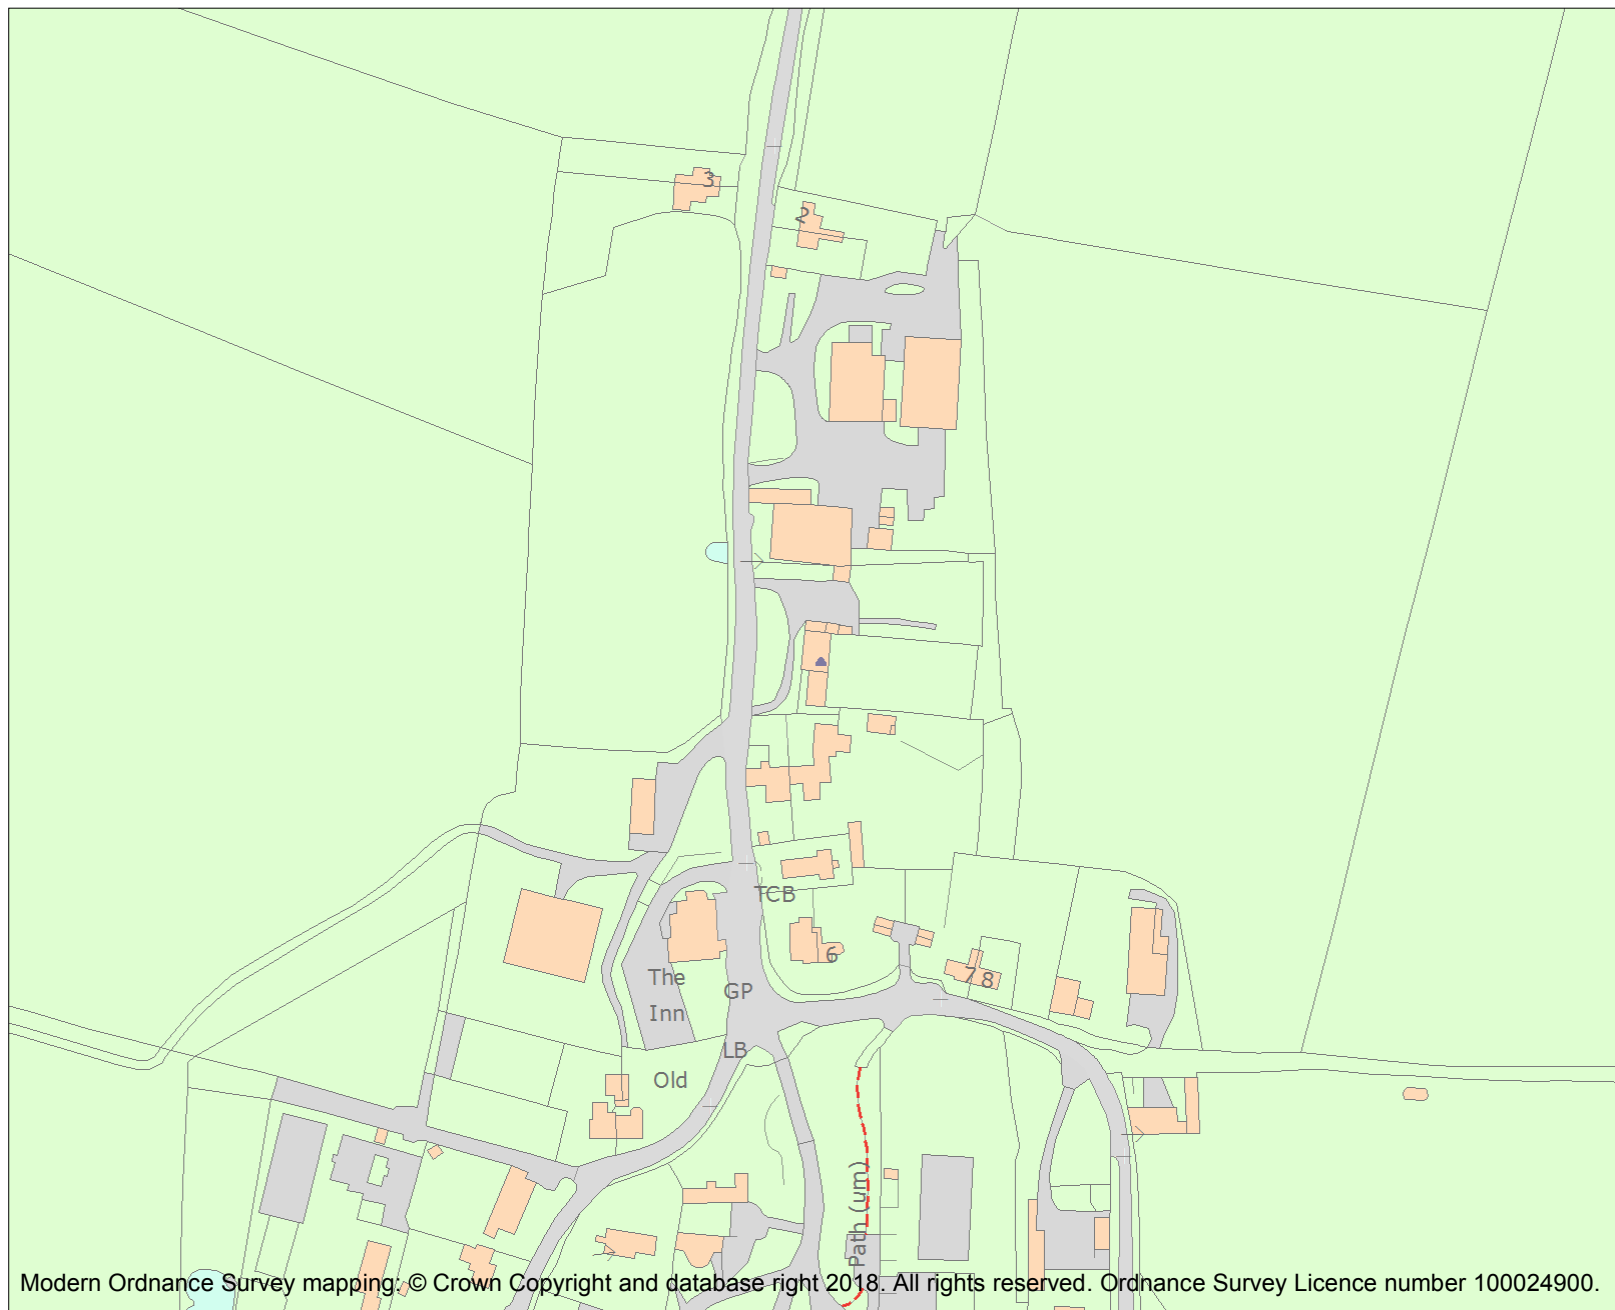 3
2
TCB
6
The
Inn
GP
7 8
LB
Old
Path (um)
Modern Ordnance Survey mapping: © Crown Copyright and database right 2018. All rights reserved. Ordnance Survey Licence number 100024900.